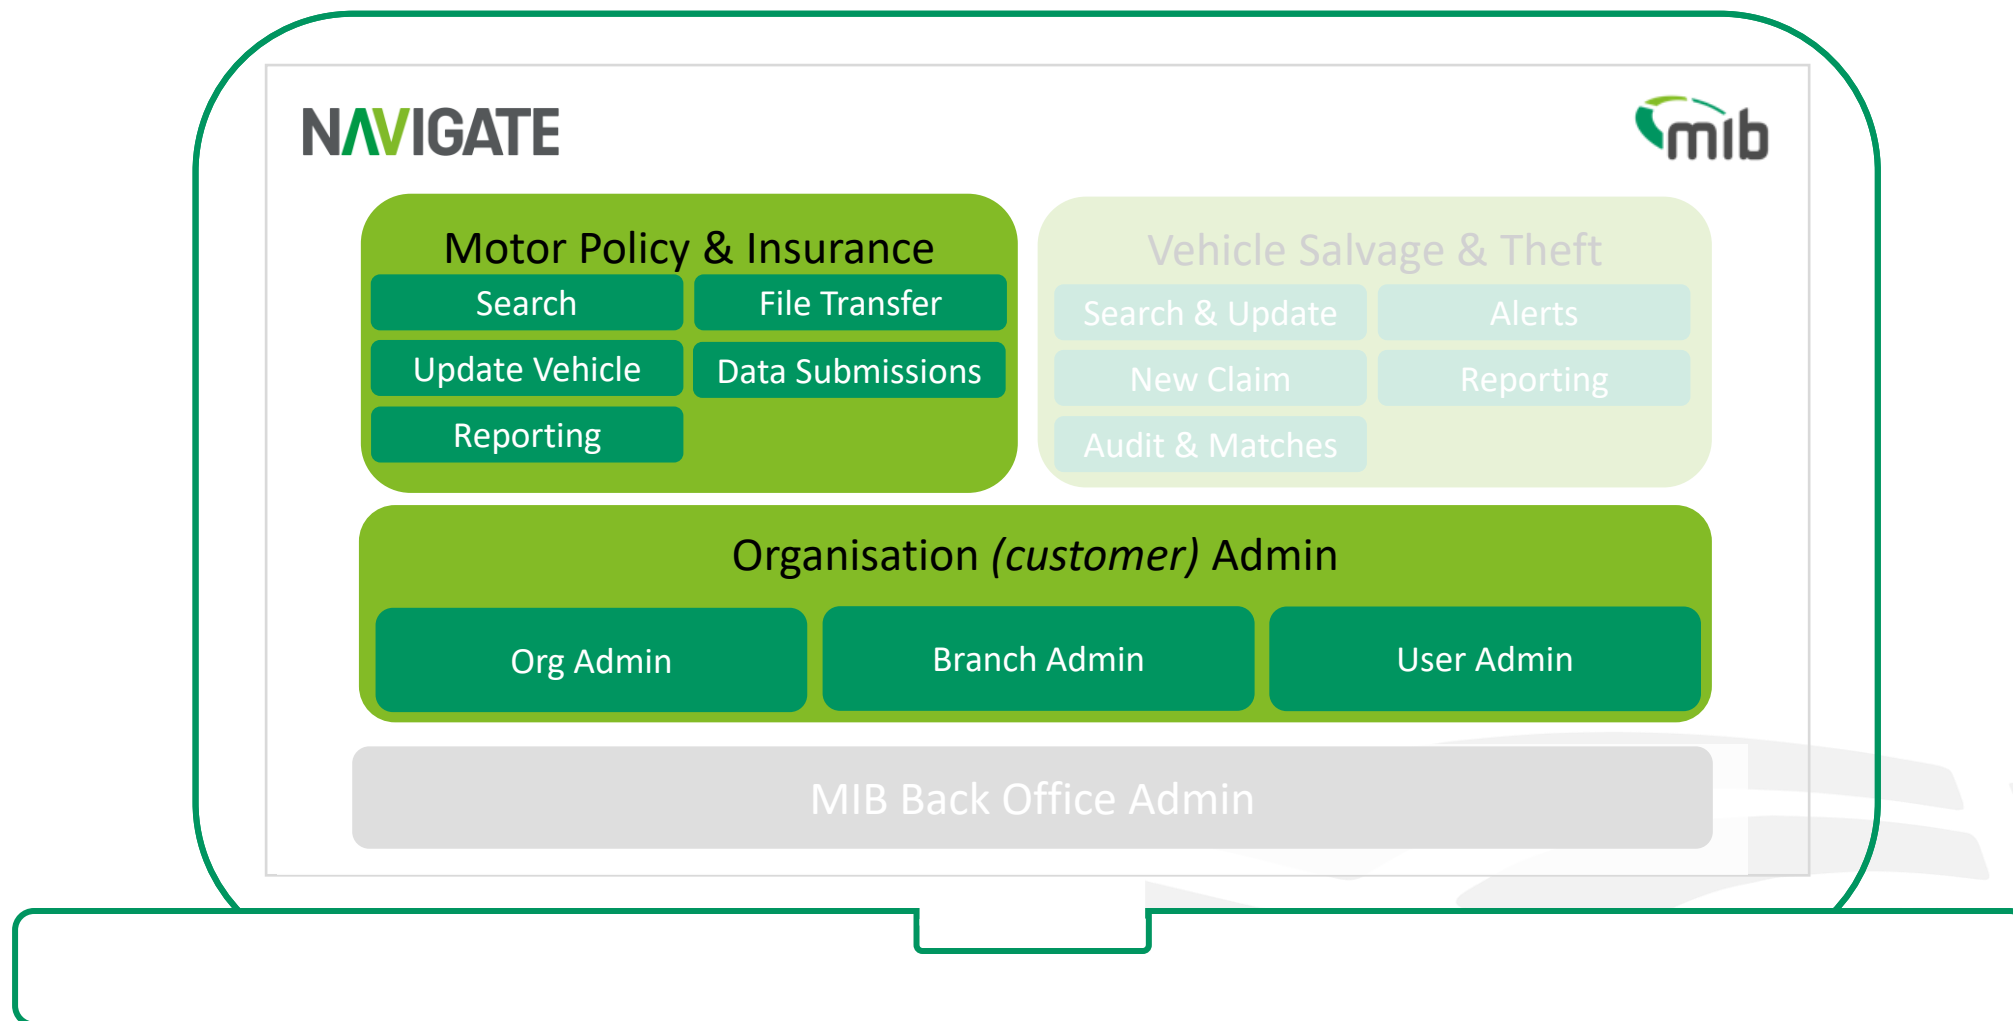 NAVIGATE
mib
Motor Policy & Insurance
Search
File Transfer
Update Vehicle
Data Submissions
Reporting
Vehicle Salvage & Theft
Search & Update
Alerts
New Claim
Reporting
Audit & Matches
Organisation (customer) Admin
Org Admin
Branch Admin
User Admin
MIB Back Office Admin